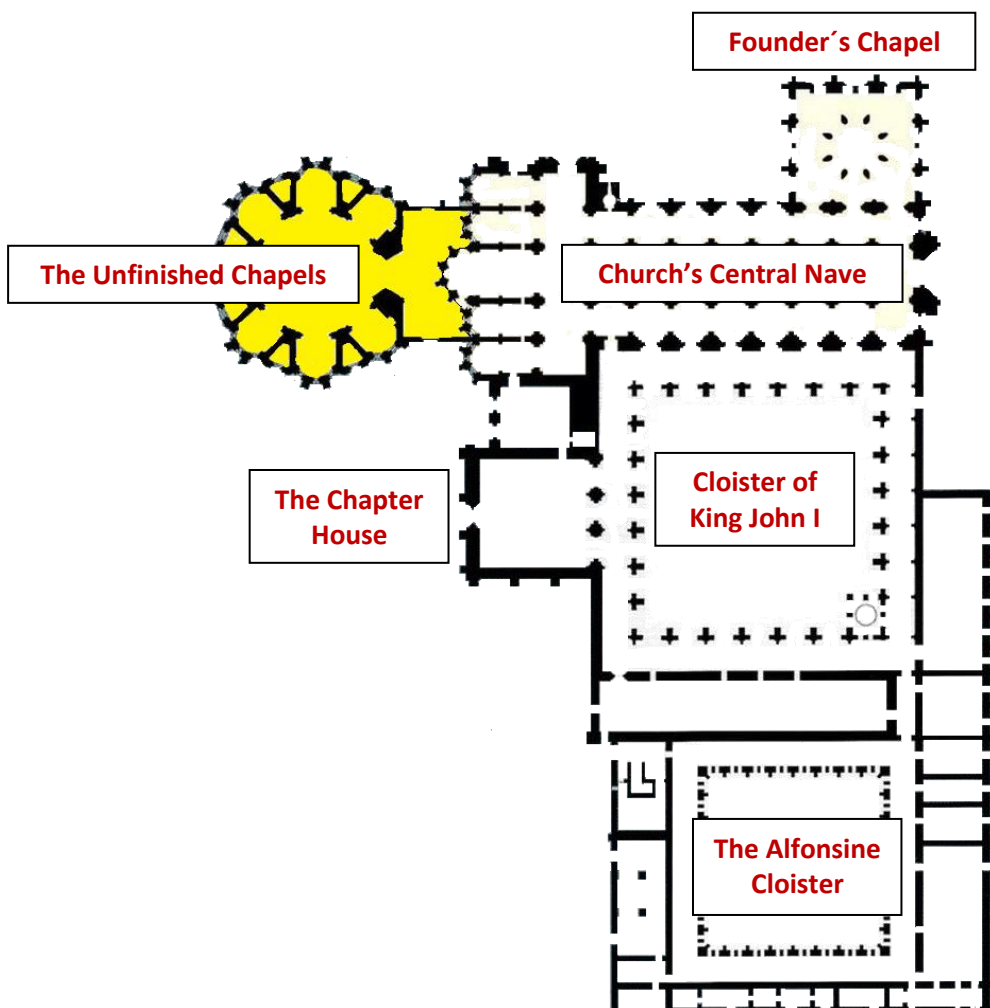 Founder´s Chapel
The Unfinished Chapels
Church’s Central Nave
The Chapter
House
Cloister of
King John I
The Alfonsine
Cloister